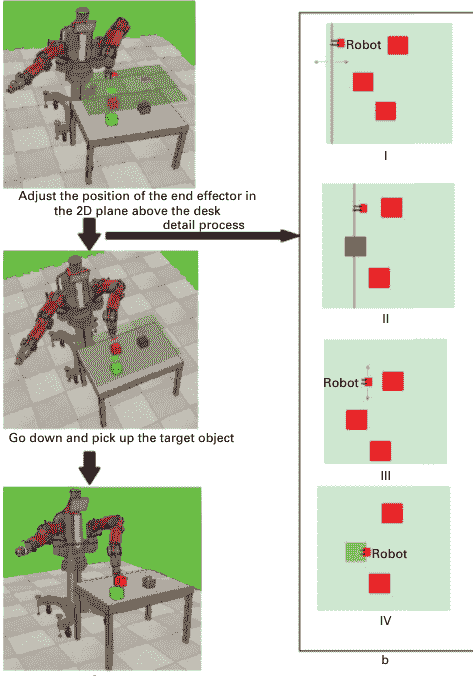 Adjust the position of the end effector in
the 2D plane above the desk
detail process
Go down and pick up the target object
Robot
I
II
Robot
III
Robot
IV
b